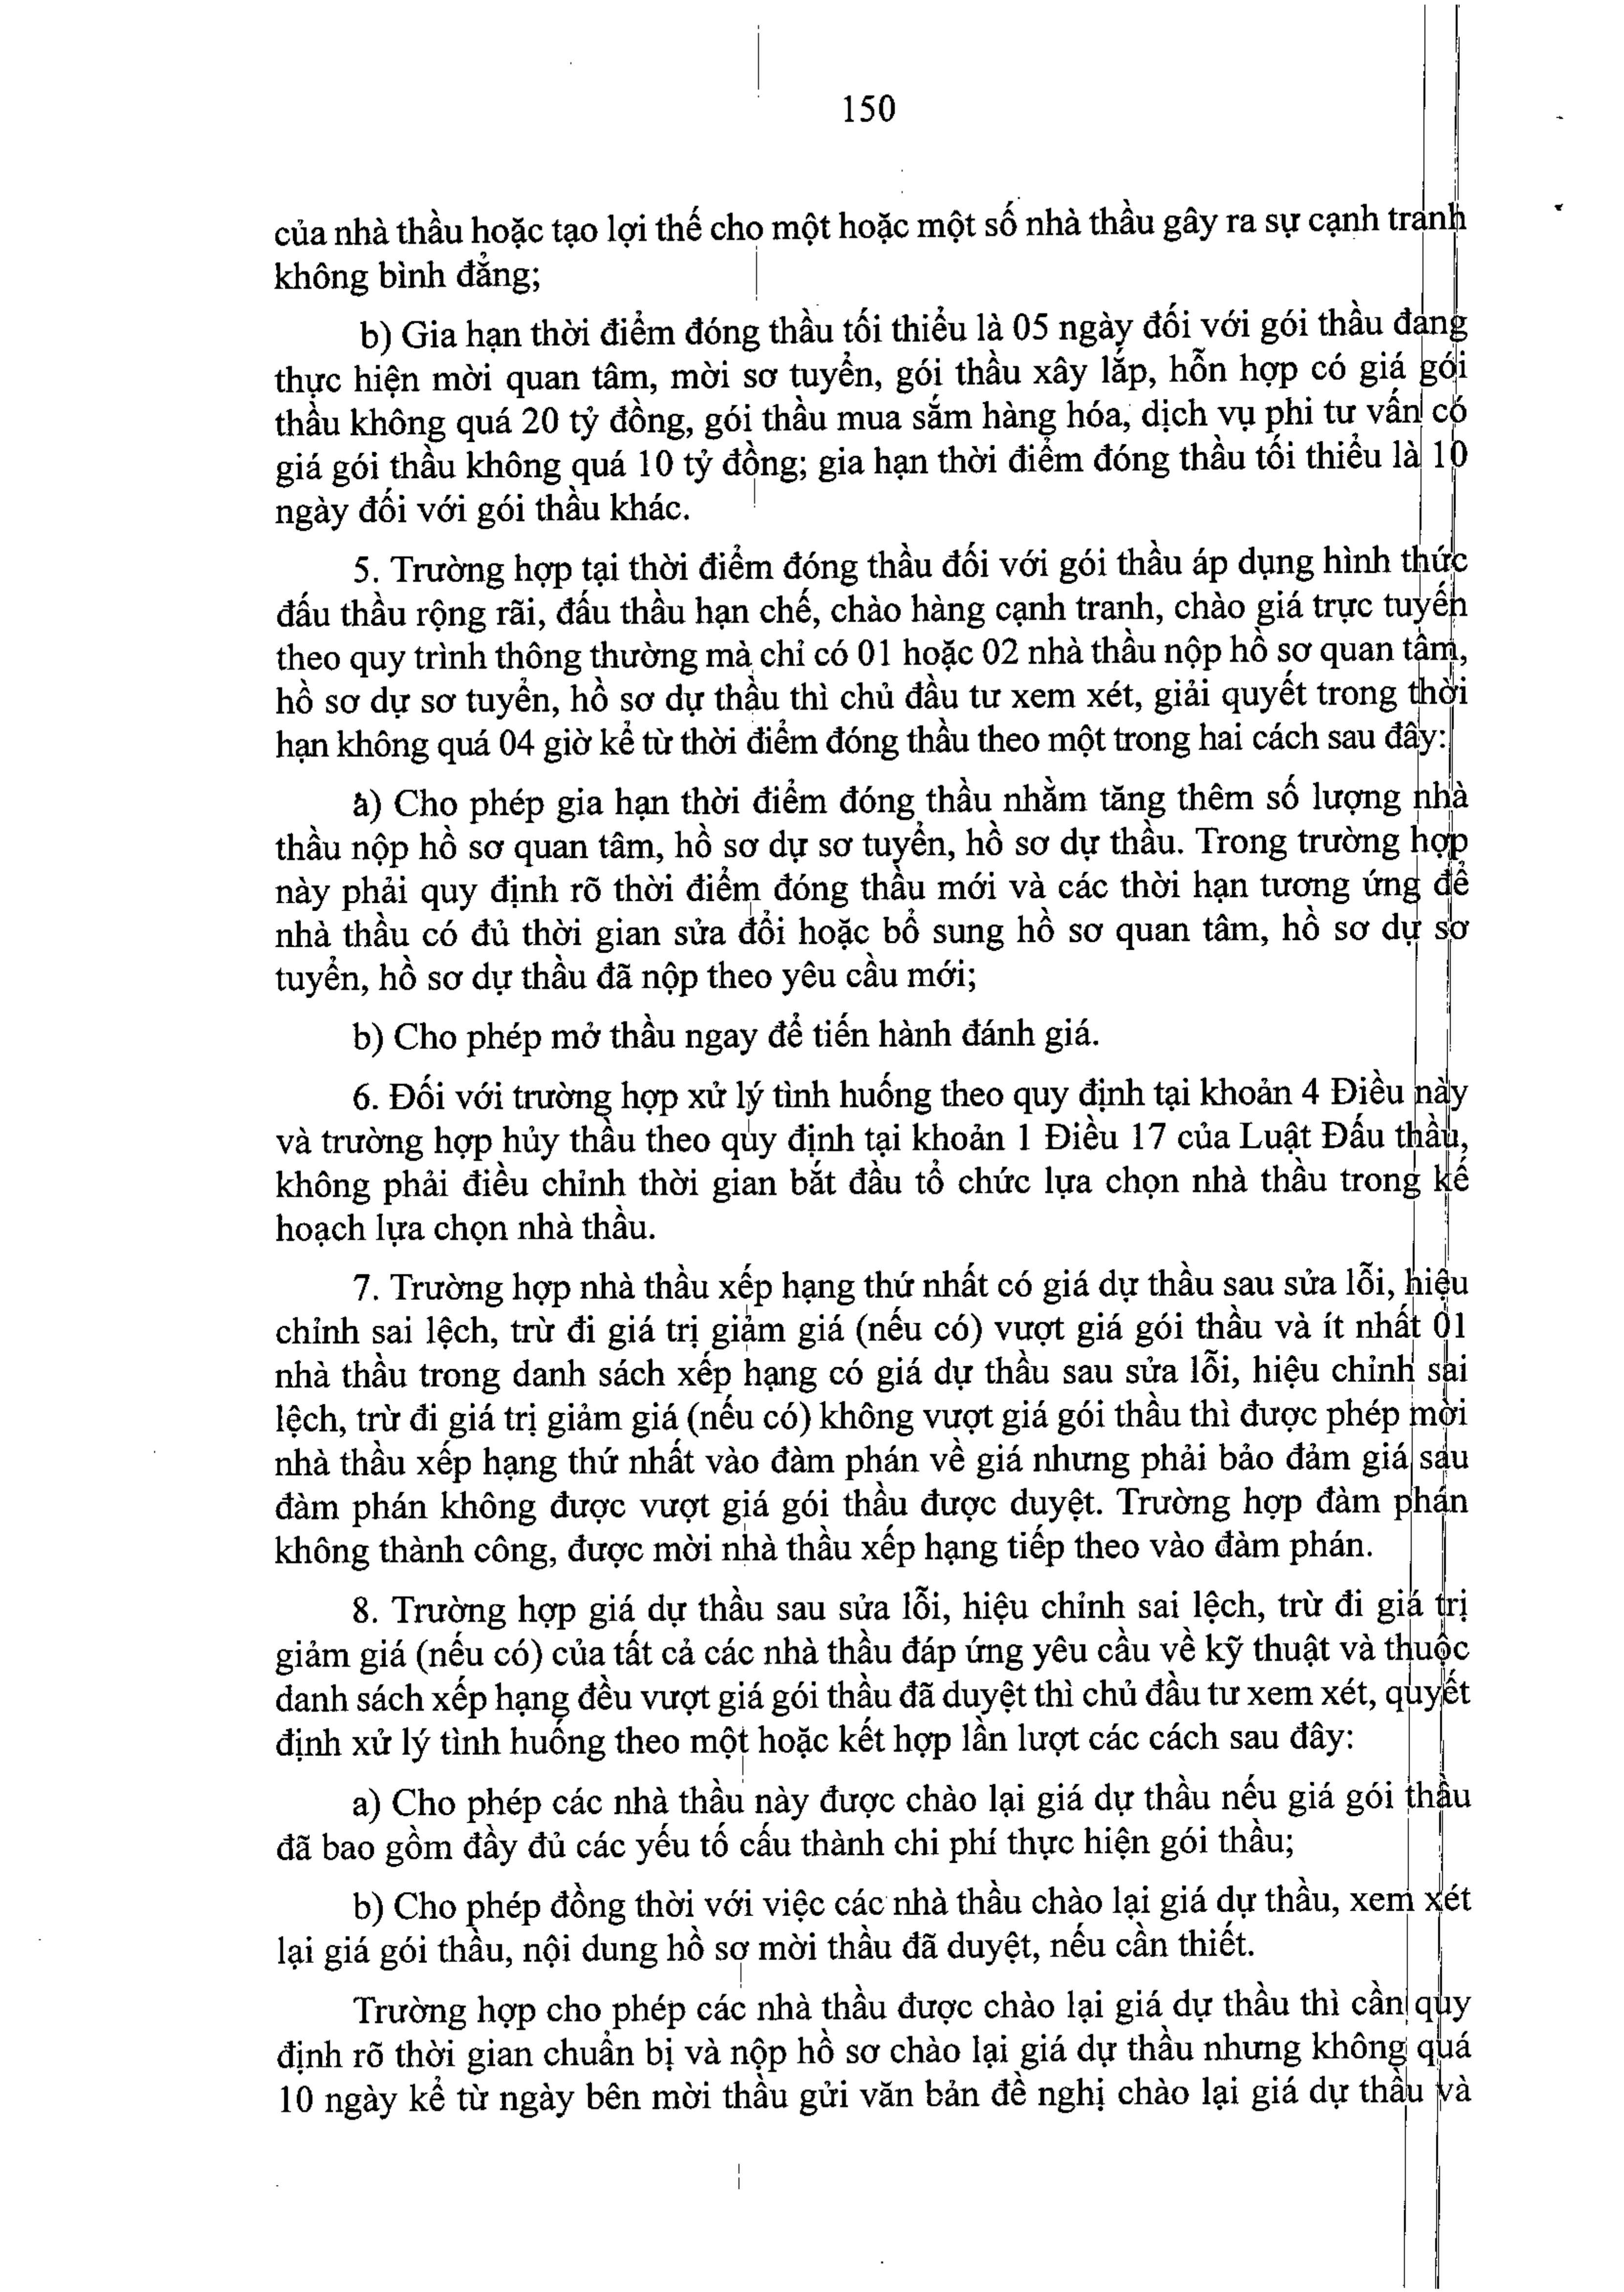 150
của nhà thầu hoặc tạo lợi thế cho một hoặc một số nhà thầu gây ra sự cạnh tranh
không bình đẳng;
b) Gia hạn thời điểm đóng thầu tối thiểu là 05 ngày đối với gói thầu đang
thực hiện mời quan tâm, mời sơ tuyển, gói thầu xây lắp, hỗn hợp có giá gói
thầu không quá 20 tỷ đồng, gói thầu mua sắm hàng hóa, dịch vụ phi tư vấn có
giá gói thầu không quá 10 tỷ đồng; gia hạn thời điểm đóng thầu tối thiểu là 10
ngày đối với gói thầu khác.
5. Trường hợp tại thời điểm đóng thầu đối với gói thầu áp dụng hình thức
đấu thầu rộng rãi, đấu thầu hạn chế, chào hàng cạnh tranh, chào giá trực tuyến
theo quy trình thông thường mà chỉ có 01 hoặc 02 nhà thầu nộp hồ sơ quan tâm,
hồ sơ dự sơ tuyển, hồ sơ dự thầu thì chủ đầu tư xem xét, giải quyết trong thời
hạn không quá 04 giờ kể từ thời điểm đóng thầu theo một trong hai cách sau đây:
a) Cho phép gia hạn thời điểm đóng thầu nhằm tăng thêm số lượng nhà
thầu nộp hồ sơ quan tâm, hồ sơ dự sơ tuyển, hồ sơ dự thầu. Trong trường hợp
này phải quy định rõ thời điểm đóng thầu mới và các thời hạn tương ứng để
nhà thầu có đủ thời gian sửa đổi hoặc bổ sung hồ sơ quan tâm, hồ sơ dự sơ
tuyển, hồ sơ dự thầu đã nộp theo yêu cầu mới;
b) Cho phép mở thầu ngay để tiến hành đánh giá.
6. Đối với trường hợp xử lý tình huống theo quy định tại khoản 4 Điều này
và trường hợp hủy thầu theo quy định tại khoản 1 Điều 17 của Luật Đấu thầu,
không phải điều chỉnh thời gian bắt đầu tổ chức lựa chọn nhà thầu trong kế
hoạch lựa chọn nhà thầu.
7. Trường hợp nhà thầu xếp hạng thứ nhất có giá dự thầu sau sửa lỗi, hiệu
chỉnh sai lệch, trừ đi giá trị giảm giá (nếu có) vượt giá gói thầu và ít nhất 01
nhà thầu trong danh sách xếp hạng có giá dự thầu sau sửa lỗi, hiệu chỉnh sai
lệch, trừ đi giá trị giảm giá (nếu có) không vượt giá gói thầu thì được phép mời
nhà thầu xếp hạng thứ nhất vào đàm phán về giá nhưng phải bảo đảm giá sau
đàm phán không được vượt giá gói thầu được duyệt. Trường hợp đàm phán
không thành công, được mời nhà thầu xếp hạng tiếp theo vào đàm phán.
8. Trường hợp giá dự thầu sau sửa lỗi, hiệu chỉnh sai lệch, trừ đi giá trị
giảm giá (nếu có) của tất cả các nhà thầu đáp ứng yêu cầu về kỹ thuật và thuộc
danh sách xếp hạng đều vượt giá gói thầu đã duyệt thì chủ đầu tư xem xét, quyết
định xử lý tình huống theo một hoặc kết hợp lần lượt các cách sau đây:
a) Cho phép các nhà thầu này được chào lại giá dự thầu nếu giá gói thầu
đã bao gồm đầy đủ các yếu tố cấu thành chi phí thực hiện gói thầu;
b) Cho phép đồng thời với việc các nhà thầu chào lại giá dự thầu, xem xét
lại giá gói thầu, nội dung hồ sơ mời thầu đã duyệt, nếu cần thiết.
Trường hợp cho phép các nhà thầu được chào lại giá dự thầu thì cần quy
định rõ thời gian chuẩn bị và nộp hồ sơ chào lại giá dự thầu nhưng không quá
10 ngày kể từ ngày bên mời thầu gửi văn bản đề nghị chào lại giá dự thầu và